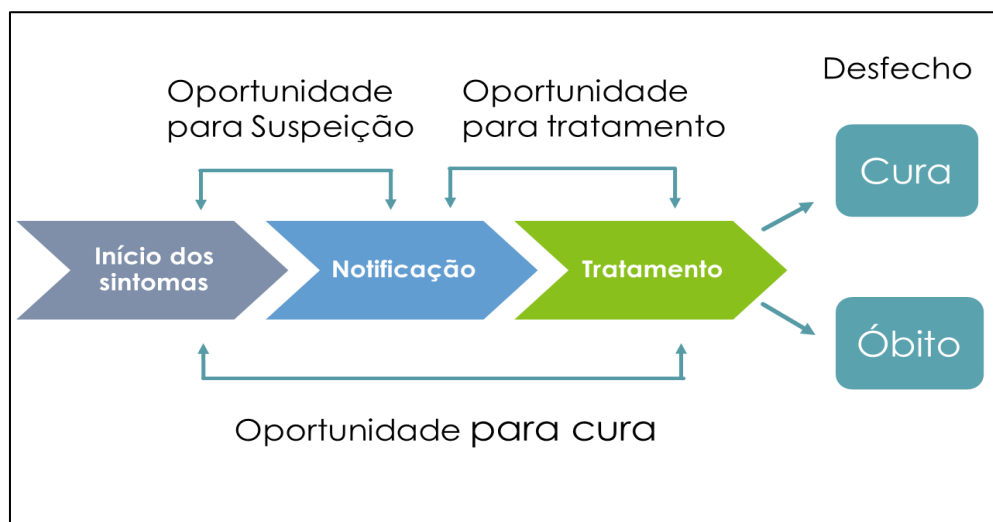 Oportunidade
para Suspeição
Oportunidade
para tratamento
Desfecho
Cura
Início dos
sintomas
Notificação
Tratamento
Óbito
Oportunidade para cura